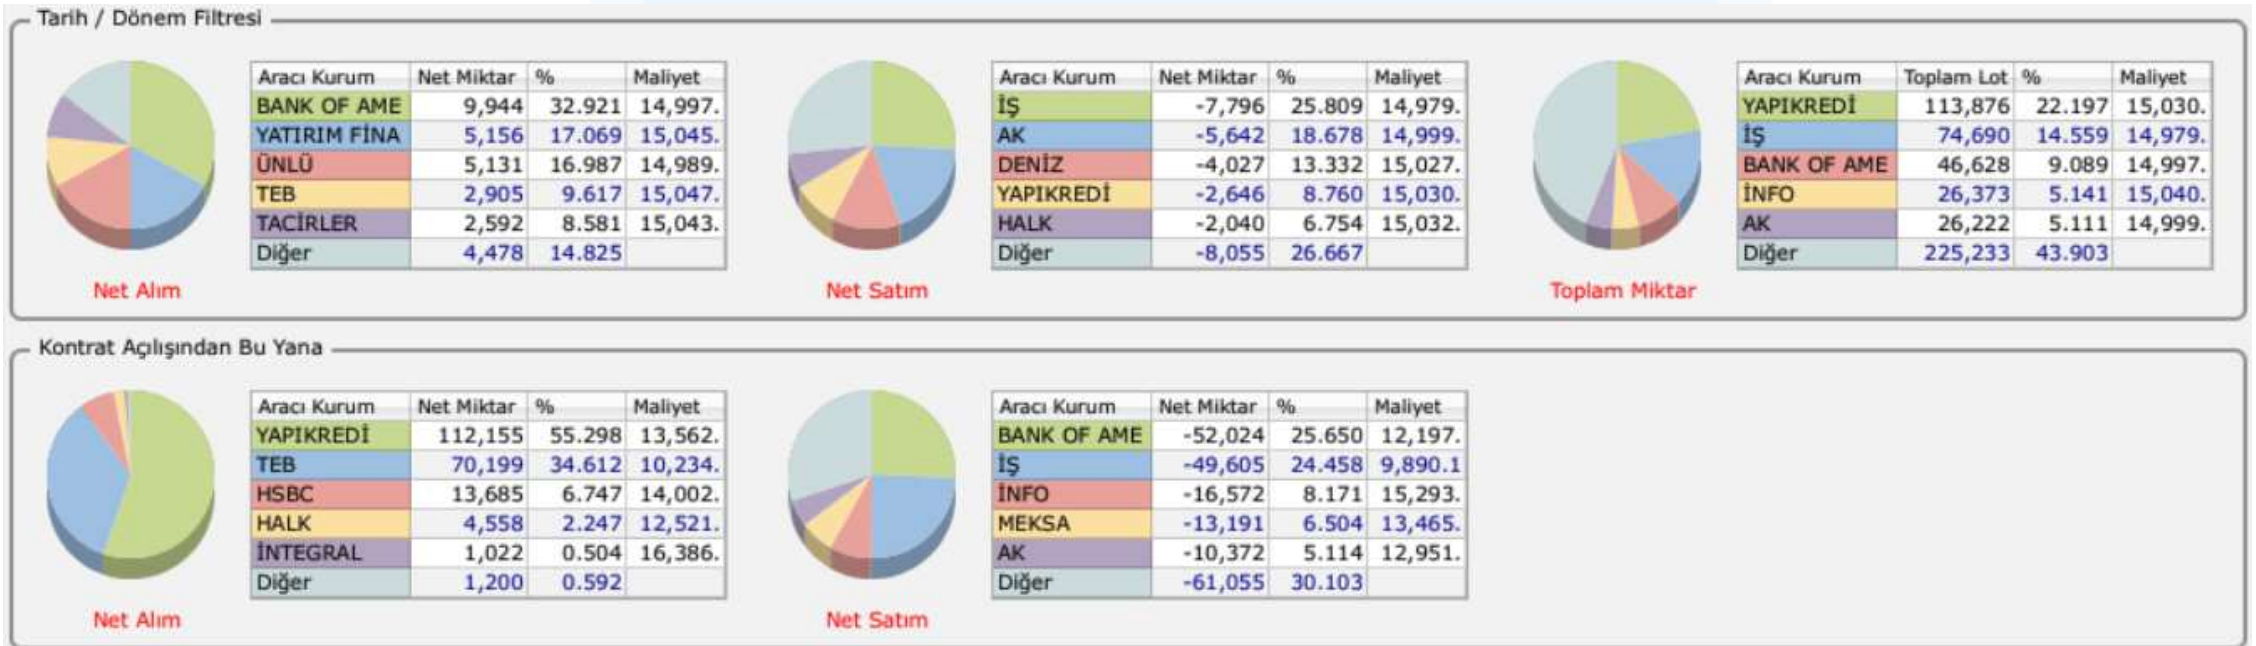 Tarih / Dönem Filtresi
Aracı Kurum Net Miktar % Maliyet
BANK OF AME 9,944 32.921 14,997.
YATIRIM FİNA 5,156 17.069 15,045.
ÜNLÜ 5,131 16.987 14,989.
TEB 2,905 9.617 15,047.
TACİRLER 2,592 8.581 15,043.
Diğer 4,478 14.825
Net Alım
Aracı Kurum Net Miktar % Maliyet
İŞ -7,796 25.809 14,979.
AK -5,642 18.678 14,999.
DENİZ -4,027 13.332 15,027.
YAPIKREDİ -2,646 8.760 15,030.
HALK -2,040 6.754 15,032.
Diğer -8,055 26.667
Net Satım
Aracı Kurum Toplam Lot % Maliyet
YAPIKREDİ 113,876 22.197 15,030.
İŞ 74,690 14.559 14,979.
BANK OF AME 46,628 9.089 14,997.
İNFO 26,373 5.141 15,040.
AK 26,222 5.111 14,999.
Diğer 225,233 43.903
Toplam Miktar
Kontrat Açılışından Bu Yana
Aracı Kurum Net Miktar % Maliyet
YAPIKREDİ 112,155 55.298 13,562.
TEB 70,199 34.612 10,234.
HSBC 13,685 6.747 14,002.
HALK 4,558 2.247 12,521.
İNTEGRAL 1,022 0.504 16,386.
Diğer 1,200 0.592
Net Alım
Aracı Kurum Net Miktar % Maliyet
BANK OF AME -52,024 25.650 12,197.
İŞ -49,605 24.458 9,890.1
İNFO -16,572 8.171 15,293.
MEKSA -13,191 6.504 13,465.
AK -10,372 5.114 12,951.
Diğer -61,055 30.103
Net Satım